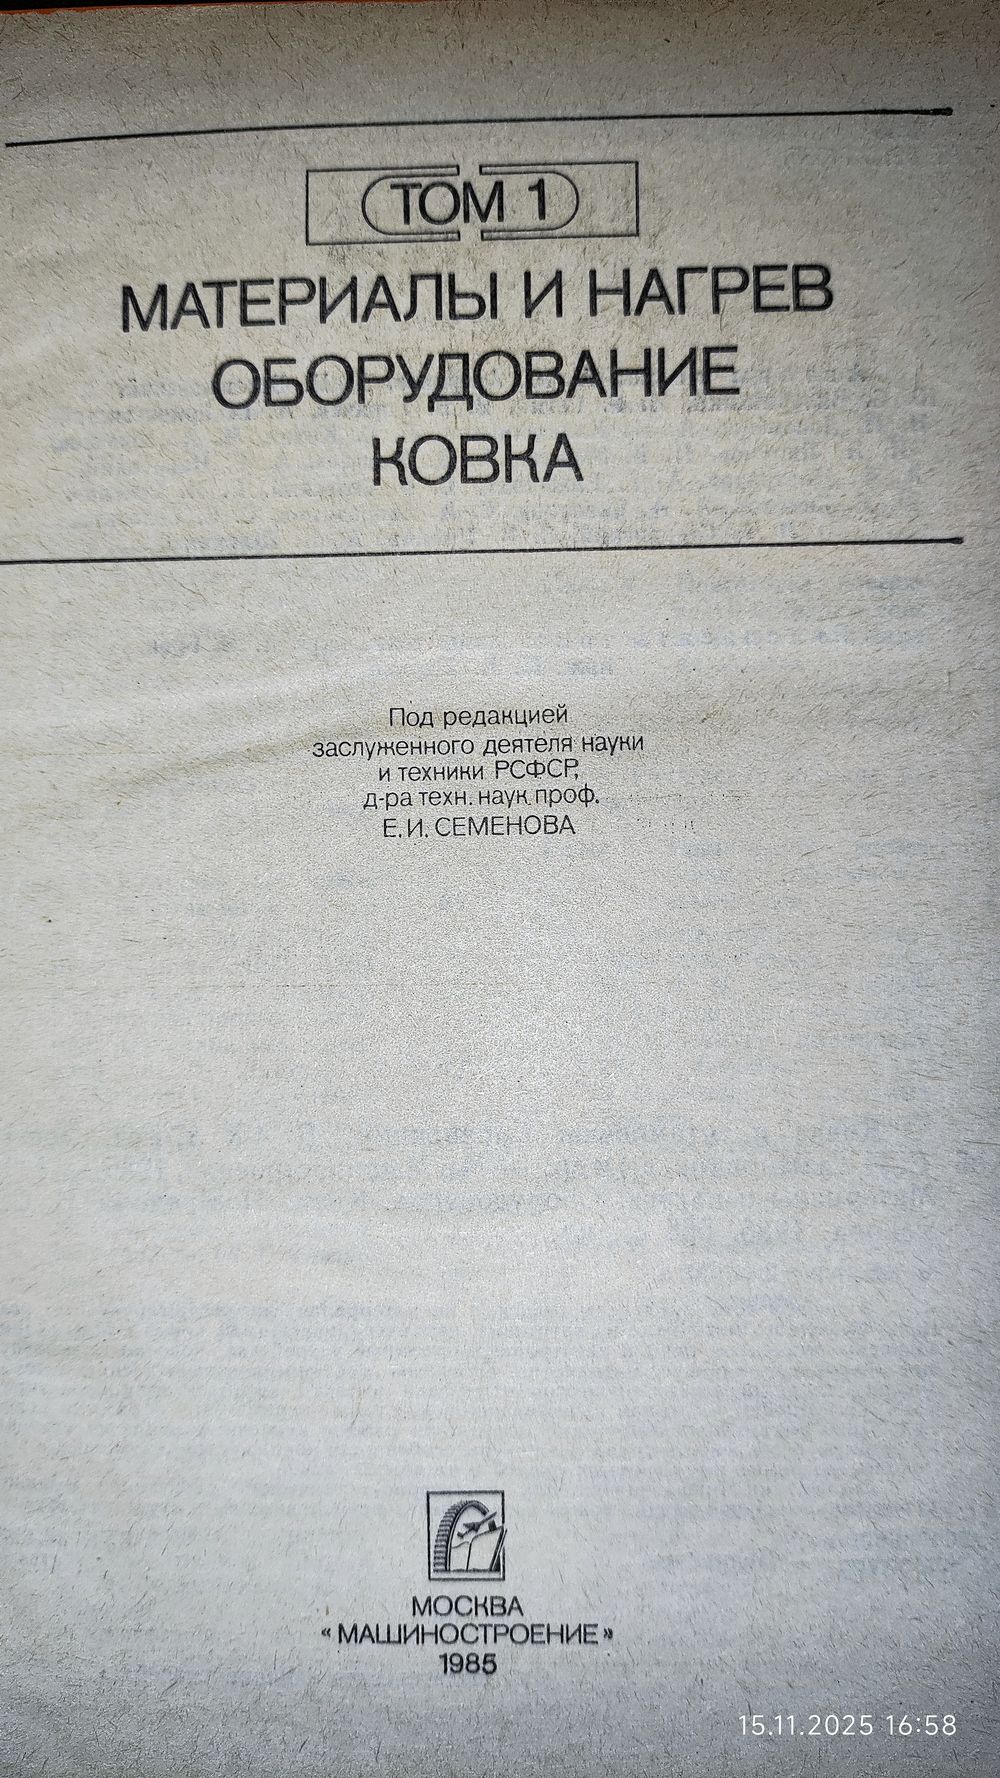 ТОМ 1
МАТЕРИАЛЫ И НАГРЕВ
ОБОРУДОВАНИЕ
КОВКА
Под редакцией
заслуженного деятеля науки
и техники РСФСР,
д-ра техн. наук, проф.
Е. И. СЕМЕНОВА
МОСКВА
«МАШИНОСТРОЕНИЕ»
1985
15.11.2025 16:58